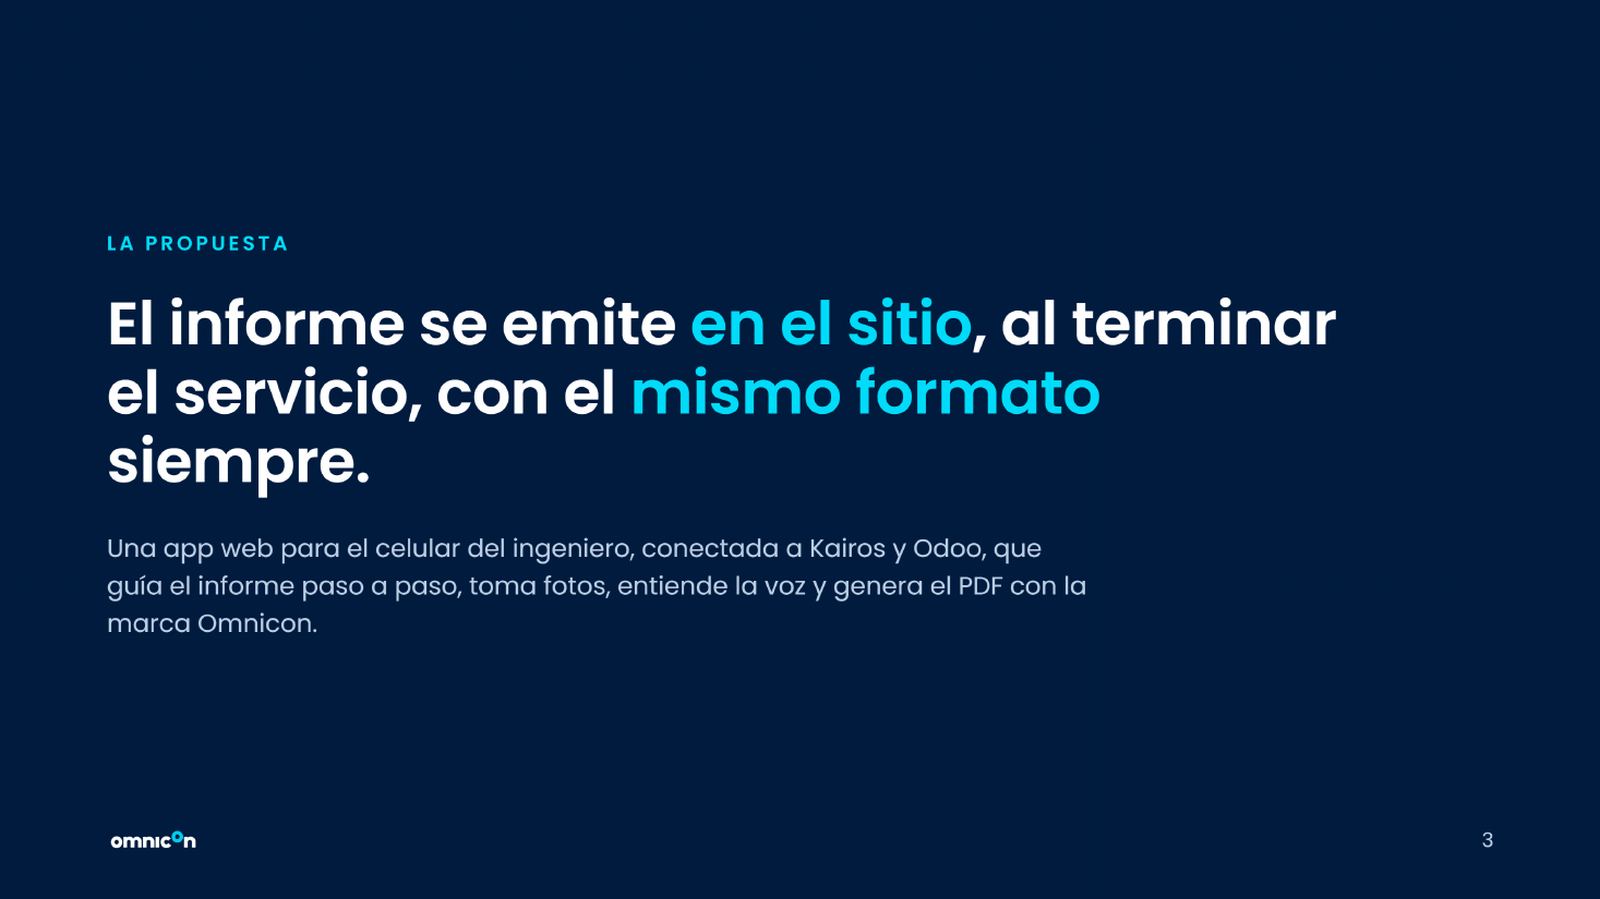 LA PROPUESTA
El informe se emite en el sitio, al terminar
el servicio, con el mismo formato
siempre.
Una app web para el celular del ingeniero, conectada a Kairos y Odoo, que
guía el informe paso a paso, toma fotos, entiende la voz y genera el PDF con la
marca Omnicon.
omnicon
3